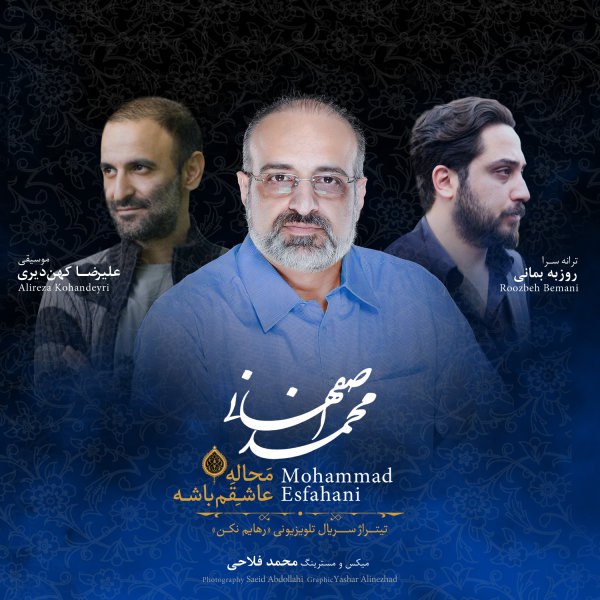 موسیقی
علیرضا کهن‌دیری
Alireza Kohandeyri
ترانه سرا
روزبه بمانی
Roozbeh Bemani
محمد اصفهانی
مَحاله
عاشِقَم باشه
Mohammad
Esfahani
تیتراژ سریال تلویزیونی «رهایم نکن»
میکس و مسترینگ محمد فلاحی
Photography Saeid Abdollahi Graphic Yashar Alinezhad